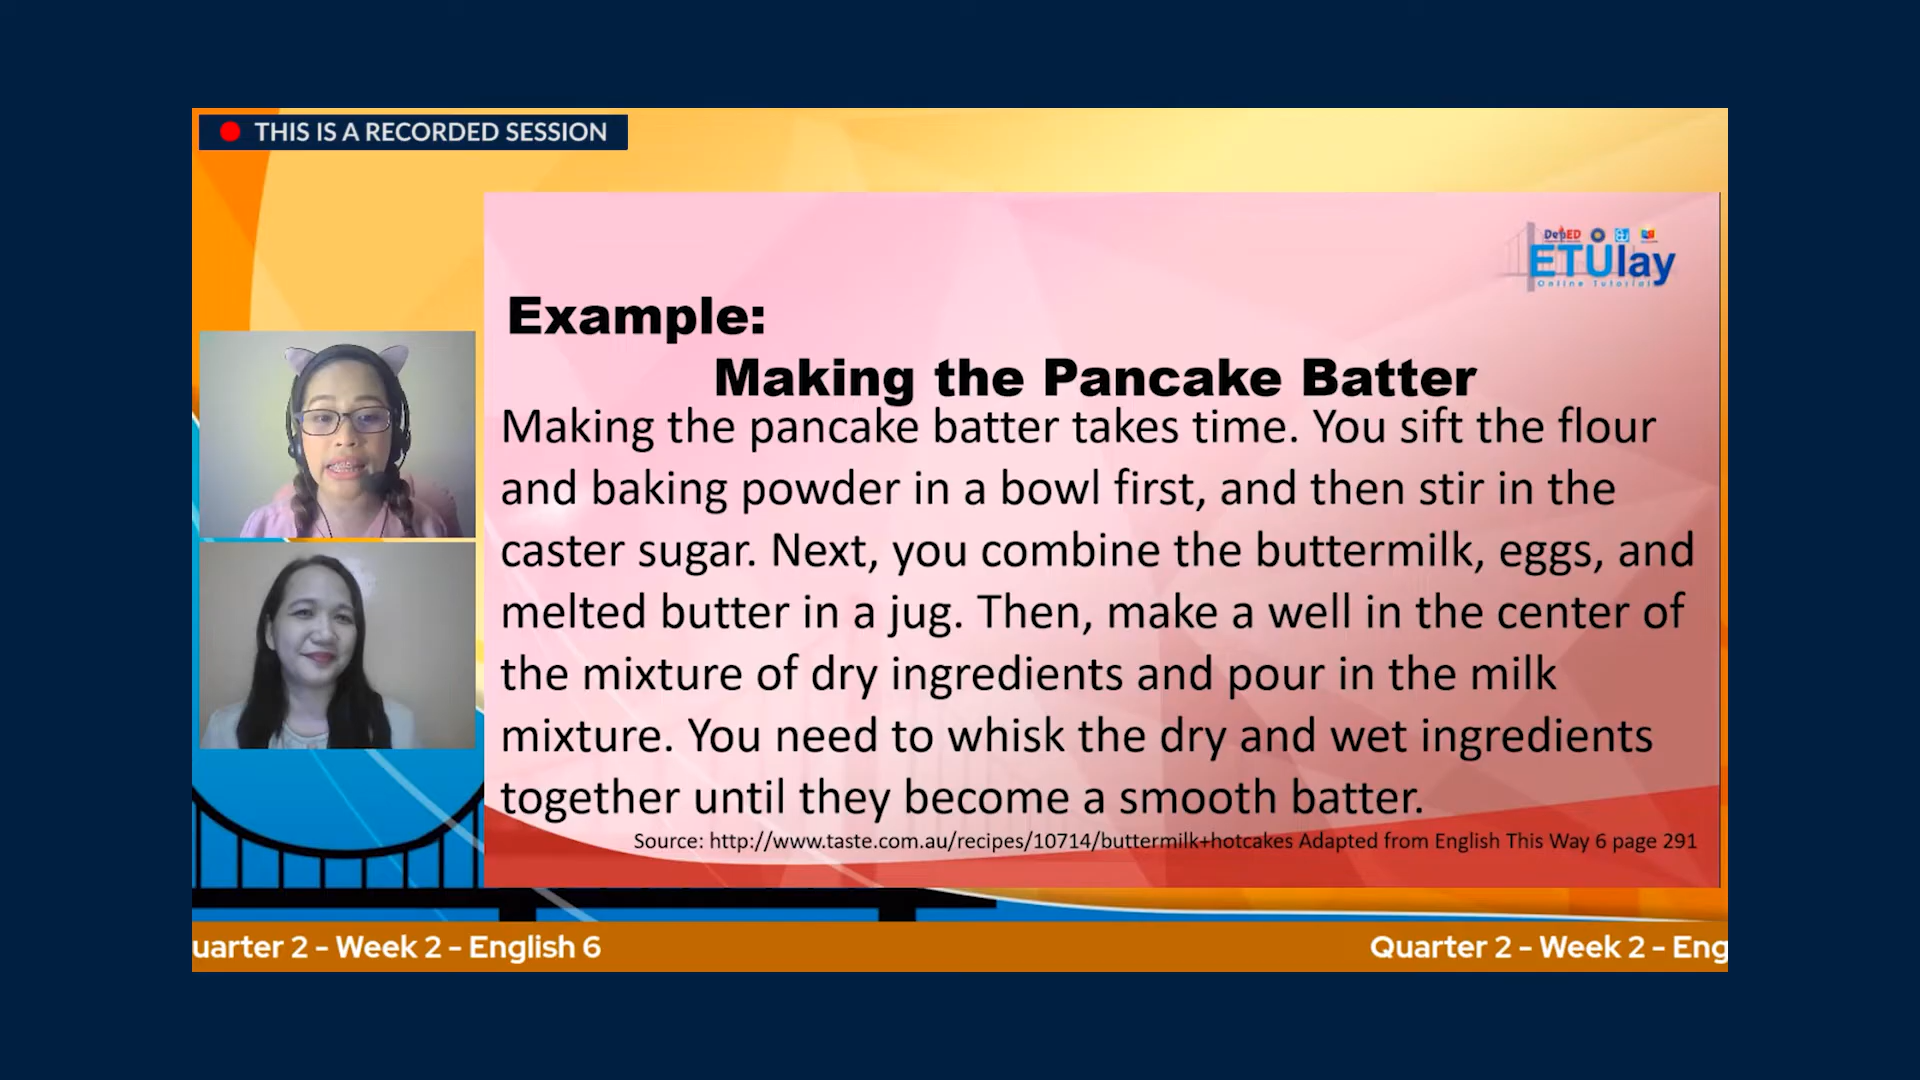 THIS IS A RECORDED SESSION
DepED
ETUlay
Online Tutorial
Example:
Making the Pancake Batter
Making the pancake batter takes time. You sift the flour
and baking powder in a bowl first, and then stir in the
caster sugar. Next, you combine the buttermilk, eggs, and
melted butter in a jug. Then, make a well in the center of
the mixture of dry ingredients and pour in the milk
mixture. You need to whisk the dry and wet ingredients
together until they become a smooth batter.
Source: http://www.taste.com.au/recipes/10714/buttermilk+hotcakes Adapted from English This Way 6 page 291
uarter 2 - Week 2 - English 6
Quarter 2 - Week 2 - Eng